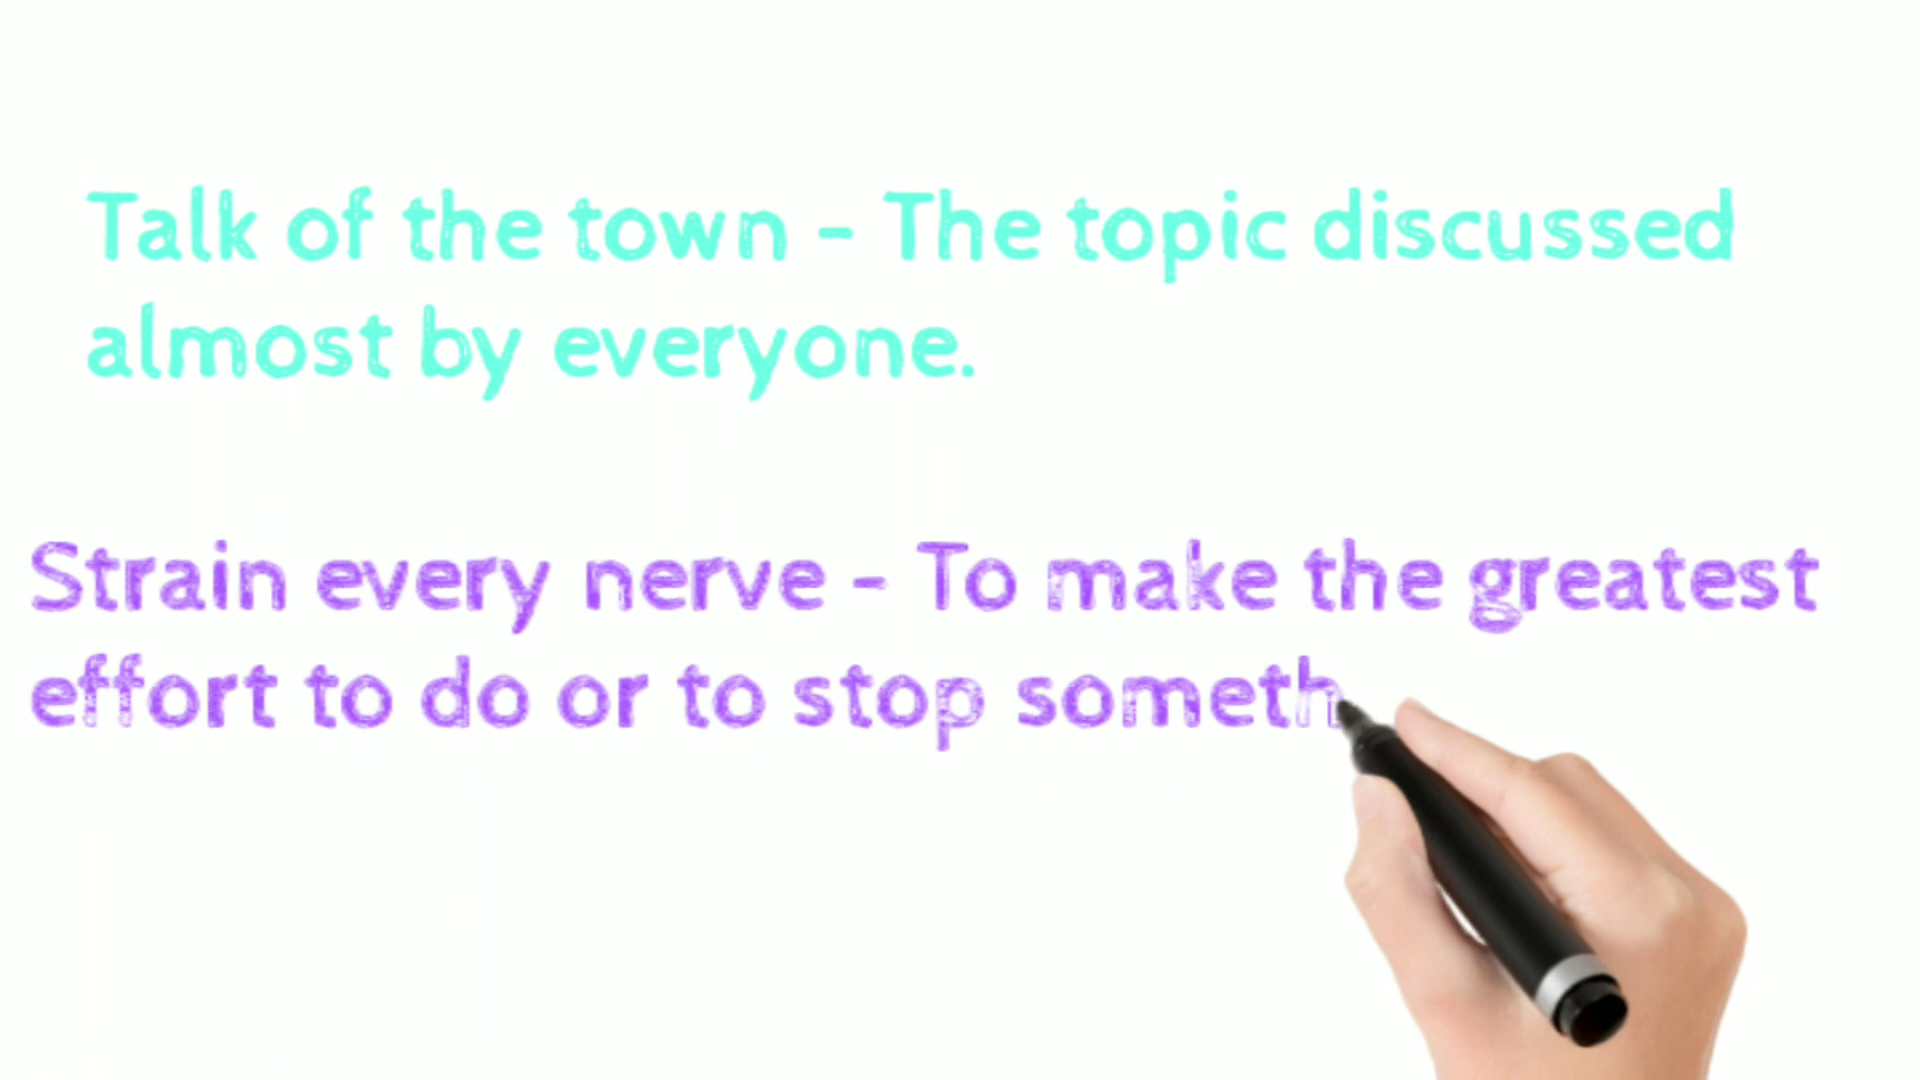 Talk of the town - The topic discussed
almost by everyone.
Strain every nerve - To make the greatest
effort to do or to stop someth